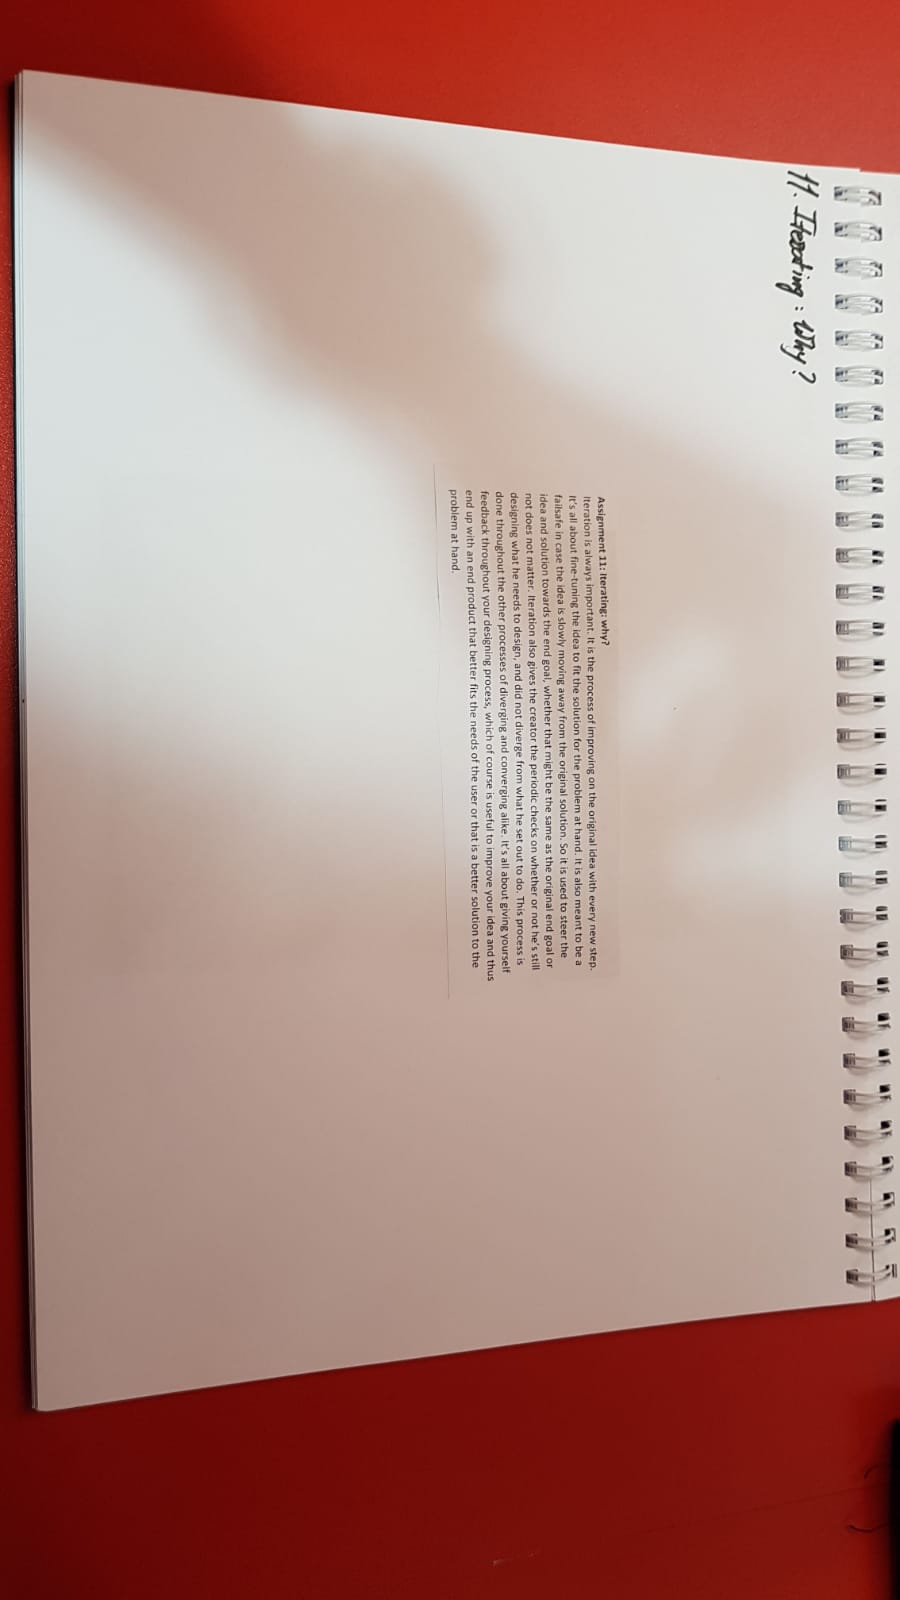 11. Iterating: Why?
Assignment 11: Iterating: why?
Iteration is always important. It is the process of improving on the original idea with every new step.
It's all about fine-tuning the idea to fit the solution for the problem at hand. It is also meant to be a
failsafe in case the idea is slowly moving away from the original solution. So it is used to steer the
idea and solution towards the end goal, whether that might be the same as the original end goal or
not does not matter. Iteration also gives the creator the periodic checks on whether or not he's still
designing what he needs to design, and did not diverge from what he set out to do. This process is
done throughout the other processes of diverging and converging alike. It's all about giving yourself
feedback throughout your designing process, which of course is useful to improve your idea and thus
end up with an end product that better fits the needs of the user or that is a better solution to the
problem at hand.